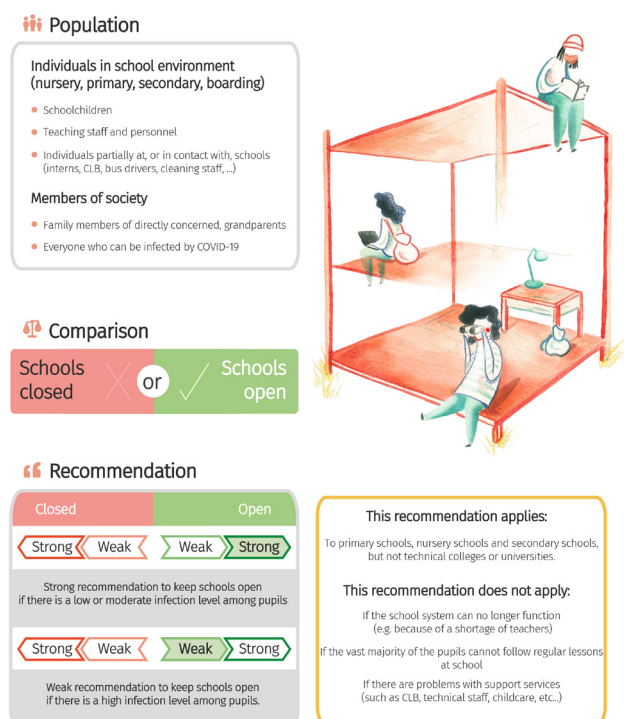 Population
Individuals in school environment
(nursery, primary, secondary, boarding)
Schoolchildren
Teaching staff and personnel
Individuals partially at, or in contact with, schools
(interns, CLB, bus drivers, cleaning staff, ...)
Members of society
Family members of directly concerned, grandparents
Everyone who can be infected by COVID-19
Comparison
Schools
closed
or
Schools
open
Recommendation
Closed
Open
Strong Weak Weak Strong
Strong recommendation to keep schools open
if there is a low or moderate infection level among pupils
Strong Weak Weak Strong
Weak recommendation to keep schools open
if there is a high infection level among pupils.
This recommendation applies:
To primary schools, nursery schools and secondary schools,
but not technical colleges or universities.
This recommendation does not apply:
If the school system can no longer function
(e.g. because of a shortage of teachers)
If the vast majority of the pupils cannot follow regular lessons
at school
If there are problems with support services
(such as CLB, technical staff, childcare, etc...)